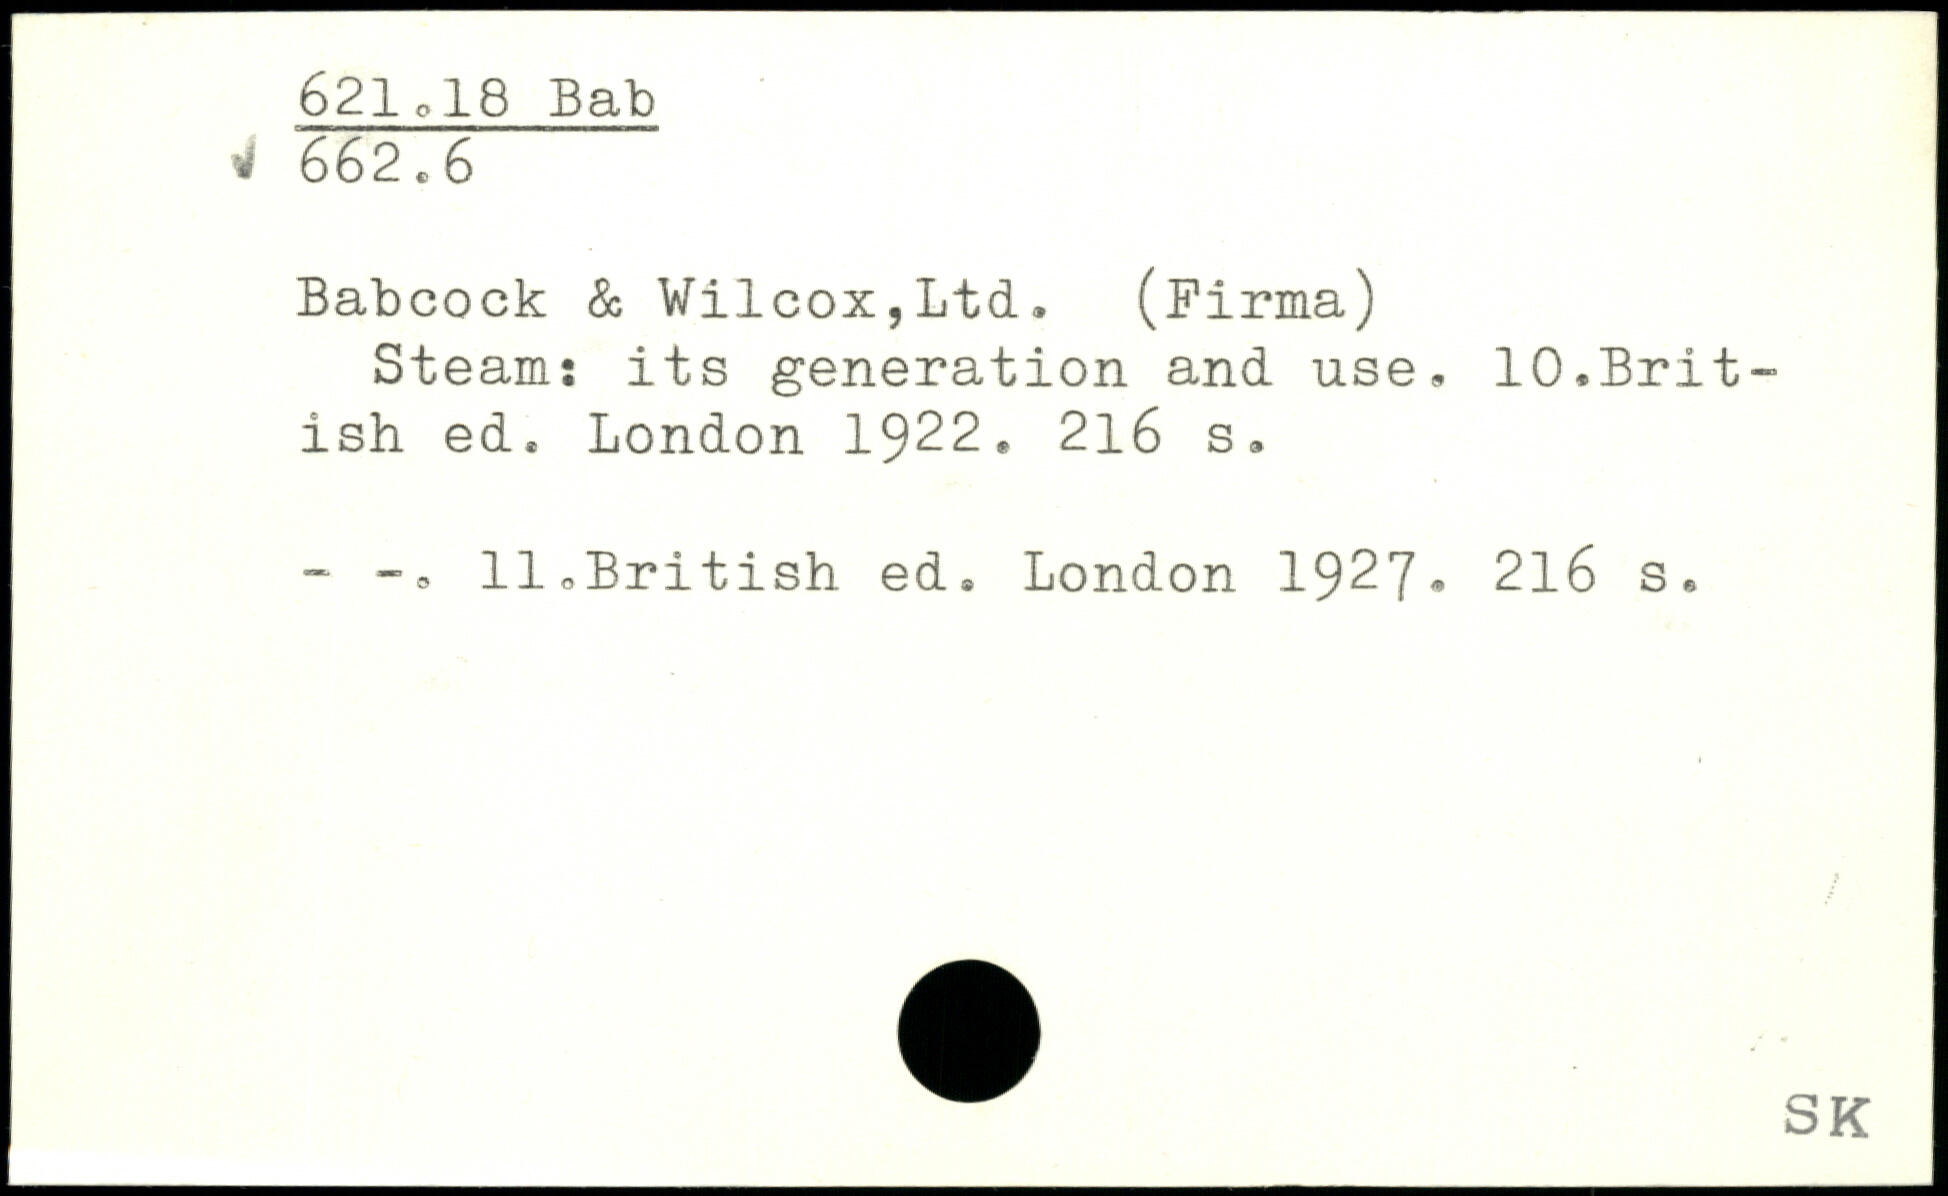 621.18 Bab
662.6
Babcock & Wilcox,Ltd. (Firma)
Steam: its generation and use. 10.Brit-
ish ed. London 1922. 216 s.
- -. 11.British ed. London 1927. 216 s.
SK